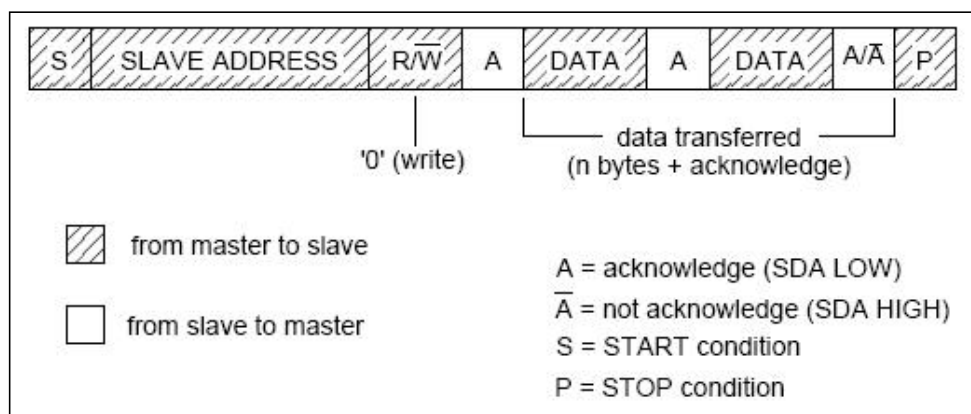 S SLAVE ADDRESS R/W̅ A DATA A DATA A/A̅ P
data transferred
'0' (write) (n bytes + acknowledge)
from master to slave
from slave to master
A = acknowledge (SDA LOW)
A̅ = not acknowledge (SDA HIGH)
S = START condition
P = STOP condition